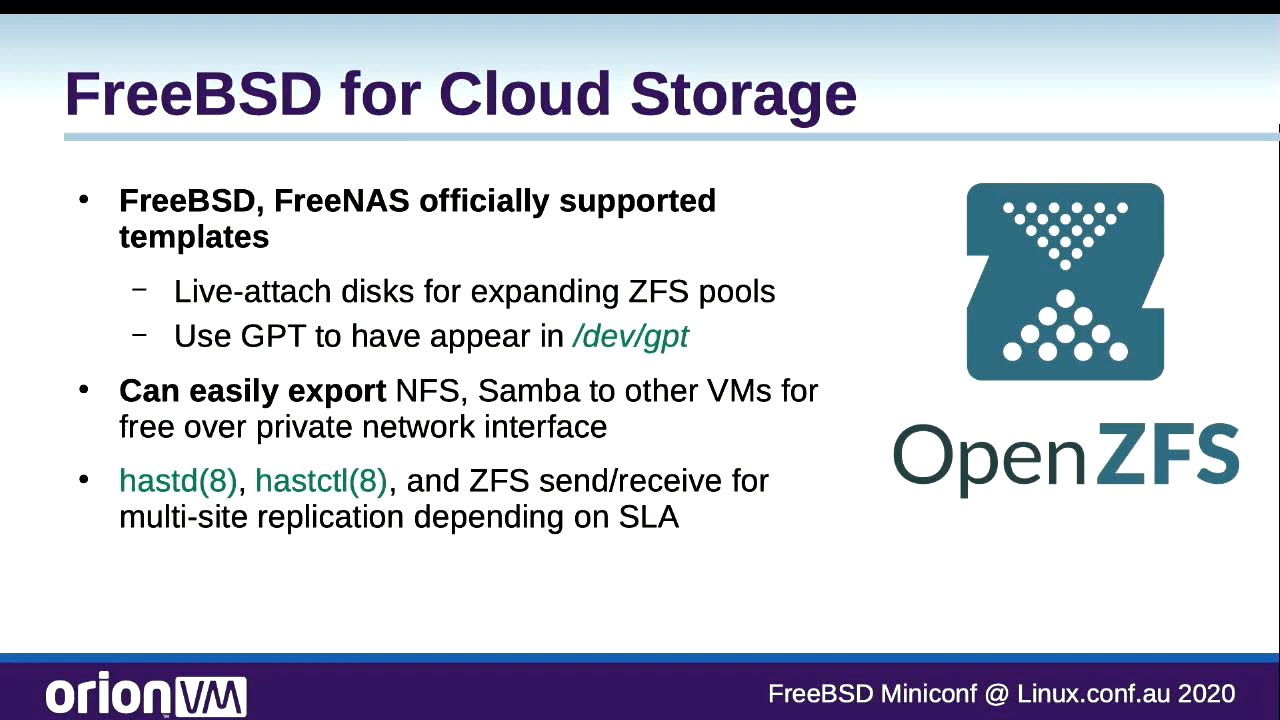 FreeBSD for Cloud Storage
• FreeBSD, FreeNAS officially supported
templates
– Live-attach disks for expanding ZFS pools
– Use GPT to have appear in /dev/gpt
• Can easily export NFS, Samba to other VMs for
free over private network interface
• hastd(8), hastctl(8), and ZFS send/receive for
multi-site replication depending on SLA
OpenZFS
orionVM
FreeBSD Miniconf @ Linux.conf.au 2020